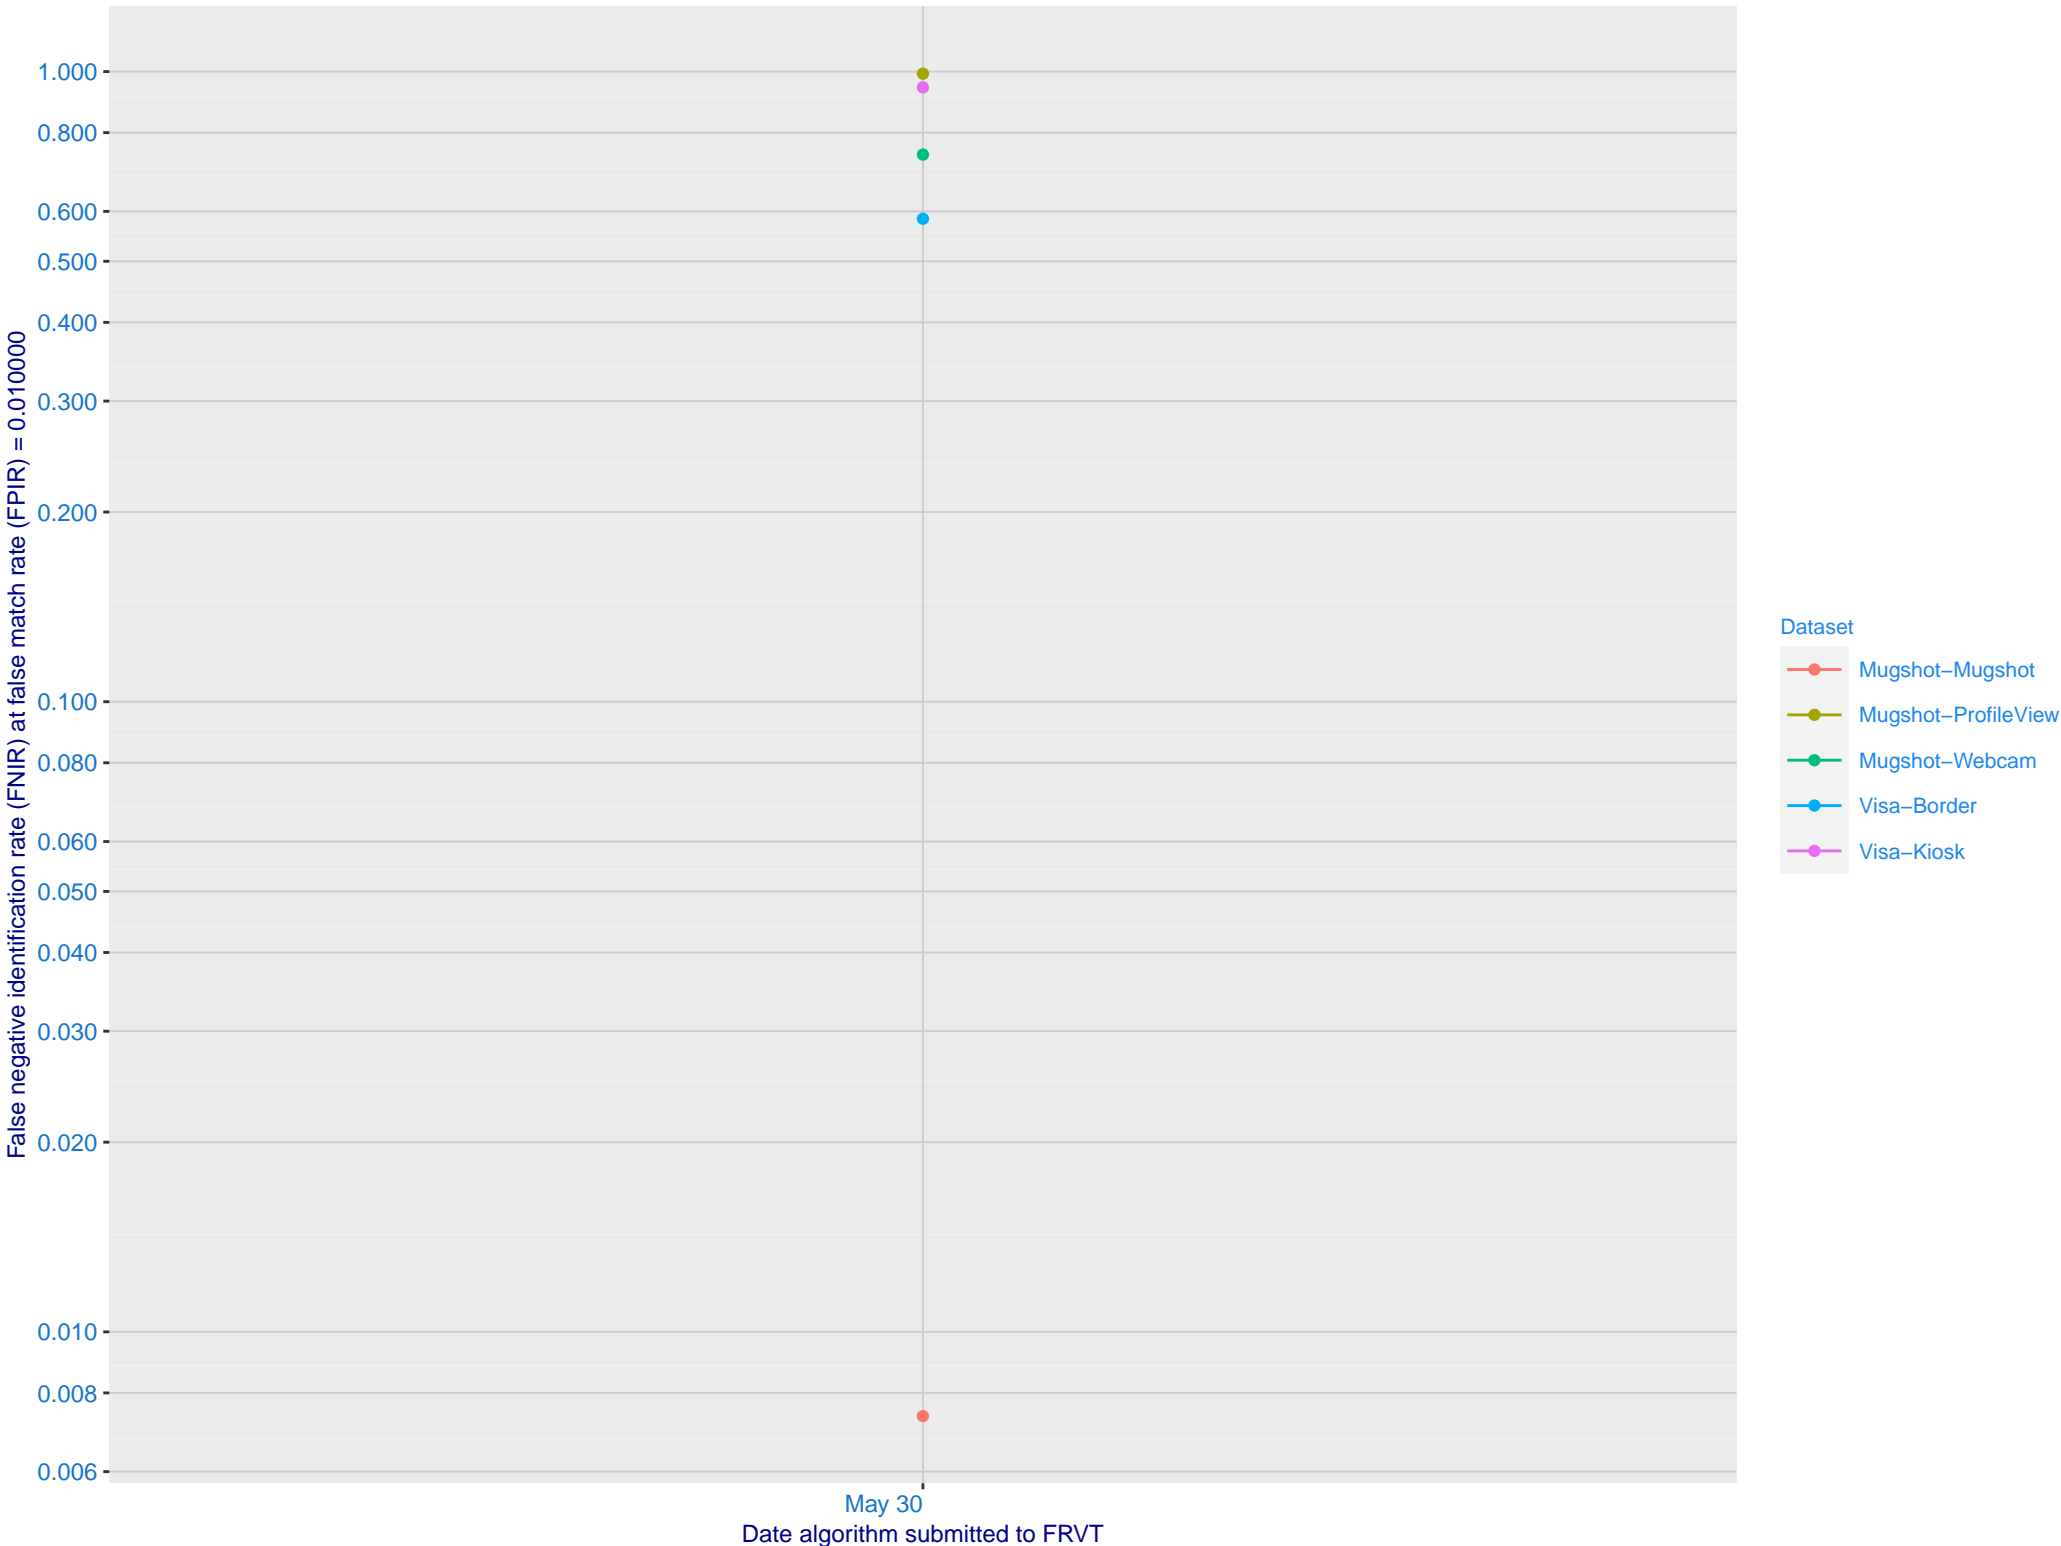 False negative identification rate (FNIR) at false match rate (FPIR) = 0.010000
1.000
0.800
0.600
0.500
0.400
0.300
0.200
0.100
0.080
0.060
0.050
0.040
0.030
0.020
0.010
0.008
0.006
May 30
Date algorithm submitted to FRVT
Dataset
Mugshot−Mugshot
Mugshot−ProfileView
Mugshot−Webcam
Visa−Border
Visa−Kiosk